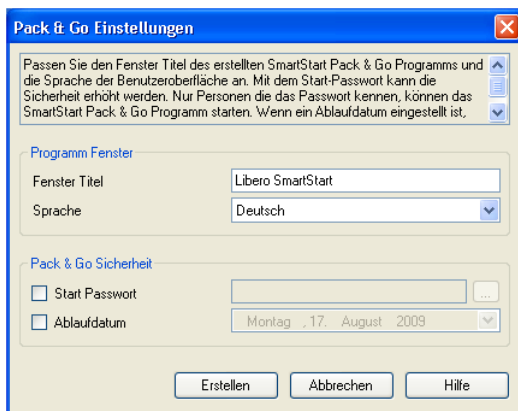 Pack & Go Einstellungen
Passen Sie den Fenster Titel des erstellten SmartStart Pack & Go Programms und
die Sprache der Benutzeroberfläche an. Mit dem Start-Passwort kann die
Sicherheit erhöht werden. Nur Personen die das Passwort kennen, können das
SmartStart Pack & Go Programm starten. Wenn ein Ablaufdatum eingestellt ist,
Programm Fenster
Fenster Titel Libero SmartStart
Sprache Deutsch
Pack & Go Sicherheit
Start Passwort ...
Ablaufdatum Montag , 17. August 2009
Erstellen Abbrechen Hilfe